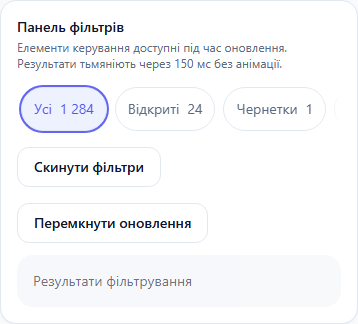 Панель фільтрів
Елементи керування доступні під час оновлення.
Результати тьмяніють через 150 мс без анімації.
Усі 1 284 Відкриті 24 Чернетки 1
Скинути фільтри
Перемкнути оновлення
Результати фільтрування